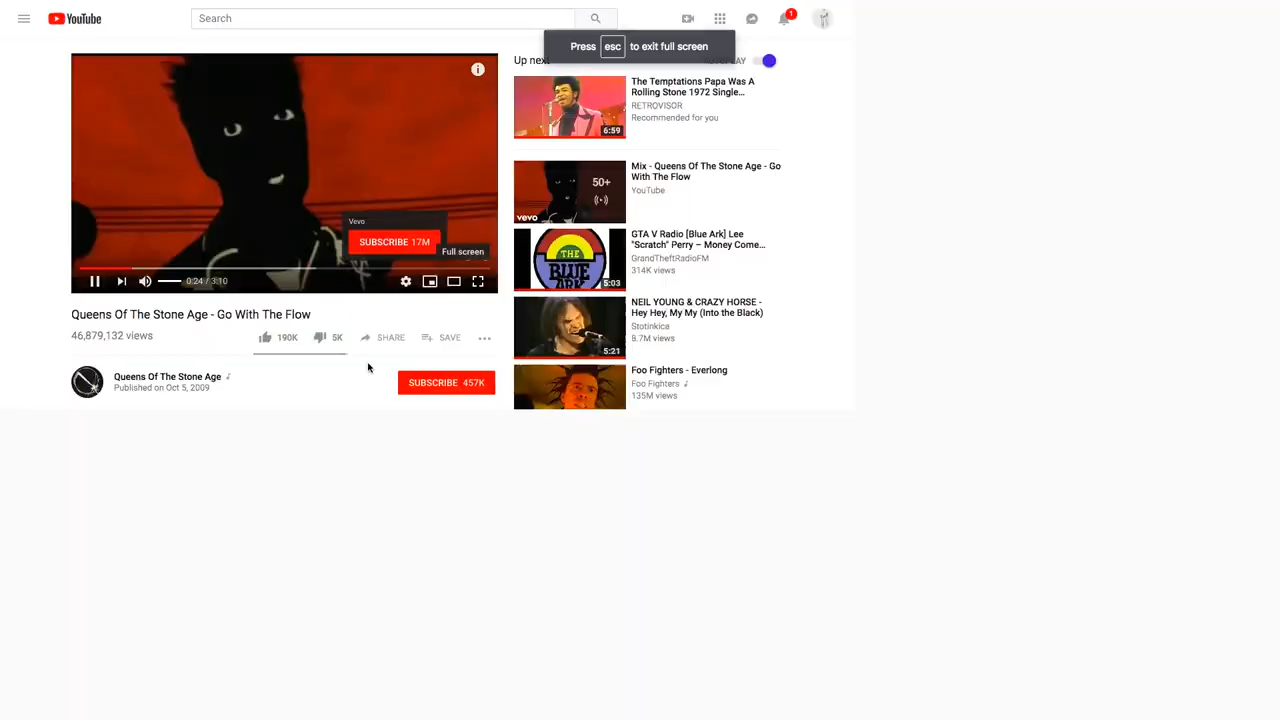 YouTube
Search
1
Press esc to exit full screen
Up next
Vevo
SUBSCRIBE 17M
Full screen
0:24 / 3:10
Queens Of The Stone Age - Go With The Flow
46,879,132 views
190K
5K
SHARE
SAVE
Queens Of The Stone Age
Published on Oct 5, 2009
SUBSCRIBE 457K
The Temptations Papa Was A
Rolling Stone 1972 Single...
RETROVISOR
Recommended for you
6:59
Mix - Queens Of The Stone Age - Go
With The Flow
YouTube
50+
vevo
GTA V Radio [Blue Ark] Lee
"Scratch" Perry – Money Come...
GrandTheftRadioFM
314K views
THE
BLUE
ARK
5:03
NEIL YOUNG & CRAZY HORSE -
Hey Hey, My My (Into the Black)
Stotinkica
8.7M views
5:21
Foo Fighters - Everlong
Foo Fighters
135M views